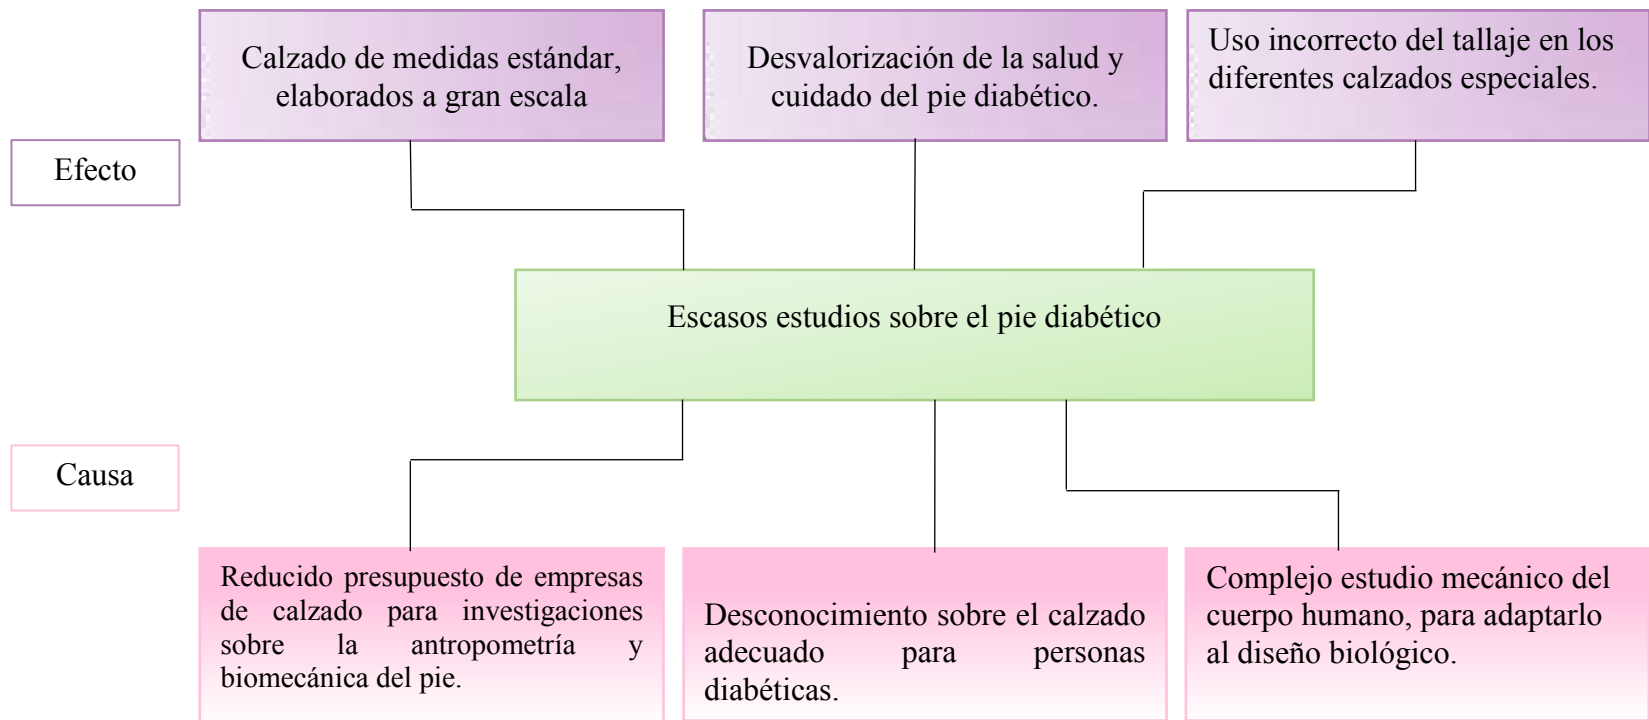 Calzado de medidas estándar,
elaborados a gran escala
Desvalorización de la salud y
cuidado del pie diabético.
Uso incorrecto del tallaje en los
diferentes calzados especiales.
Efecto
Escasos estudios sobre el pie diabético
Causa
Reducido presupuesto de empresas
de calzado para investigaciones
sobre la antropometría y
biomecánica del pie.
Desconocimiento sobre el calzado
adecuado para personas
diabéticas.
Complejo estudio mecánico del
cuerpo humano, para adaptarlo
al diseño biológico.